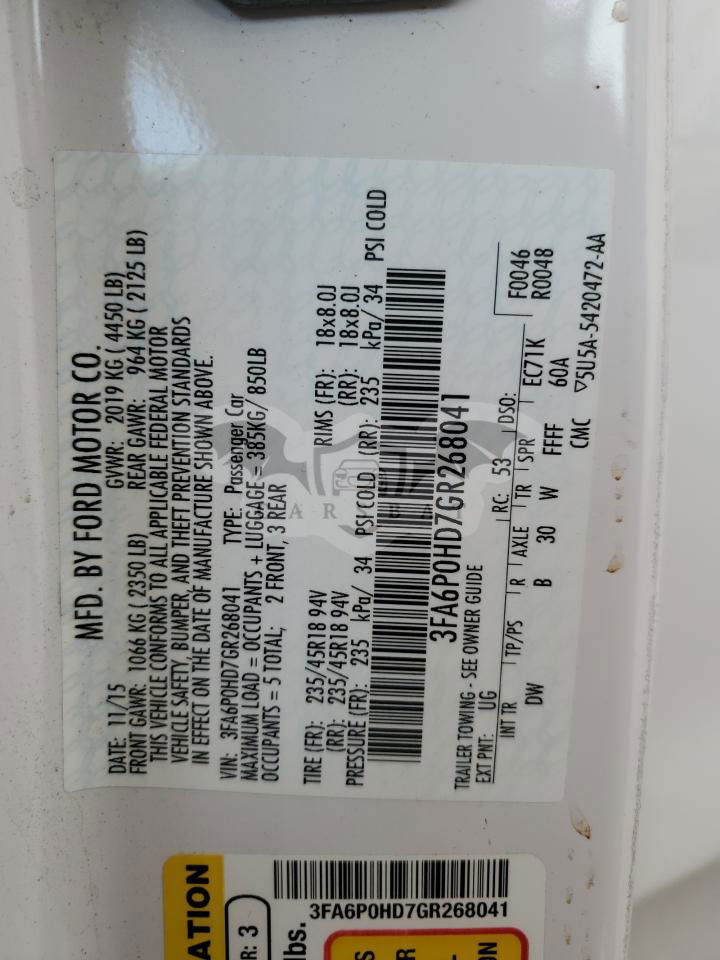 MFD. BY FORD MOTOR CO.
DATE: 11/15 GVWR: 2019 KG ( 4450 LB)
FRONT GAWR: 1066 KG ( 2350 LB) REAR GAWR: 964 KG ( 2125 LB)
THIS VEHICLE CONFORMS TO ALL APPLICABLE FEDERAL MOTOR
VEHICLE SAFETY, BUMPER, AND THEFT PREVENTION STANDARDS
IN EFFECT ON THE DATE OF MANUFACTURE SHOWN ABOVE.
VIN: 3FA6P0HD7GR268041 TYPE: Passenger Car
MAXIMUM LOAD = OCCUPANTS + LUGGAGE = 385KG/ 850LB
OCCUPANTS = 5 TOTAL; 2 FRONT, 3 REAR
TIRE (FR): 235/45R18 94V RIMS (FR): 18x8.0J
(RR): 235/45R18 94V (RR): 18x8.0J
PRESSURE (FR): 235 kPa/ 34 PSI COLD (RR): 235 kPa/ 34 PSI COLD
3FA6P0HD7GR268041
TRAILER TOWING - SEE OWNER GUIDE
EXT PNT: UG RC: 53 DSO: F0046
R0048
INT TR TP/PS R AXLE TR SPR EC71K
DW B 30 W FFFF 60A
CMC ▽5U5A-5420472-AA
ATION
R: 3
lbs.
3FA6P0HD7GR268041